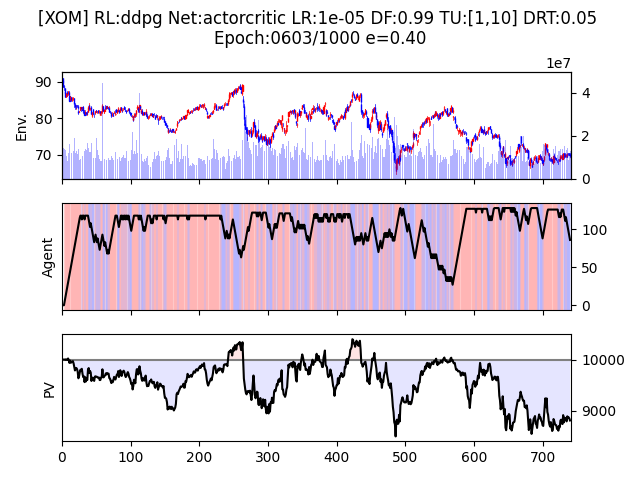 [XOM] RL:ddpg Net:actorcritic LR:1e-05 DF:0.99 TU:[1,10] DRT:0.05
Epoch:0603/1000 e=0.40
1e7
90
80
70
Env.
4
2
0
Agent
100
50
0
PV
10000
9000
0 100 200 300 400 500 600 700